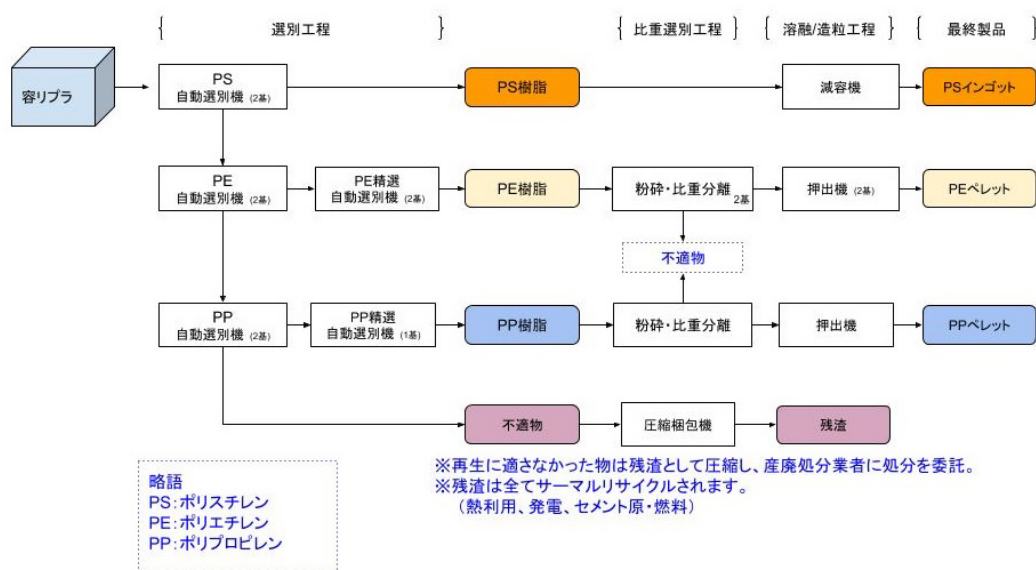 選別工程
比重選別工程
溶融/造粒工程
最終製品
容リプラ
PS
自動選別機 (2基)
PS樹脂
減容機
PSインゴット
PE
自動選別機 (2基)
PE精選
自動選別機 (2基)
PE樹脂
粉砕・比重分離
2基
押出機 (2基)
PEペレット
不適物
PP
自動選別機 (2基)
PP精選
自動選別機 (1基)
PP樹脂
粉砕・比重分離
押出機
PPペレット
不適物
圧縮梱包機
残渣
※再生に適さなかった物は残渣として圧縮し、産廃処分業者に処分を委託。
※残渣は全てサーマルリサイクルされます。
（熱利用、発電、セメント原・燃料）
略語
PS：ポリスチレン
PE：ポリエチレン
PP：ポリプロピレン